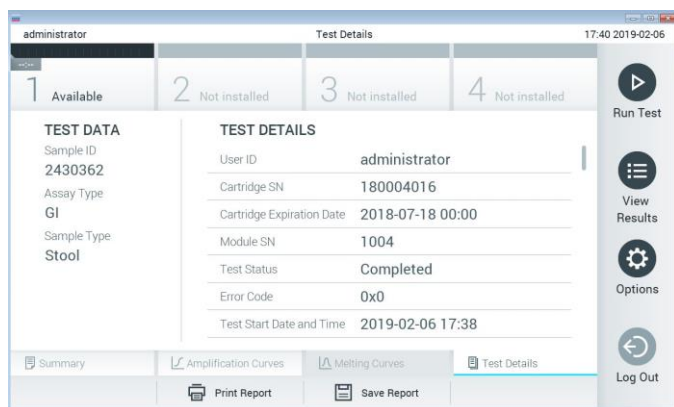 administrator Test Details 17:40 2019-02-06
--:--
1 Available 2 Not installed 3 Not installed 4 Not installed
Run Test
TEST DATA
Sample ID
2430362
Assay Type
GI
Sample Type
Stool
TEST DETAILS
User ID administrator
Cartridge SN 180004016
Cartridge Expiration Date 2018-07-18 00:00
Module SN 1004
Test Status Completed
Error Code 0x0
Test Start Date and Time 2019-02-06 17:38
View
Results
Options
Log Out
Summary Amplification Curves Melting Curves Test Details
Print Report Save Report